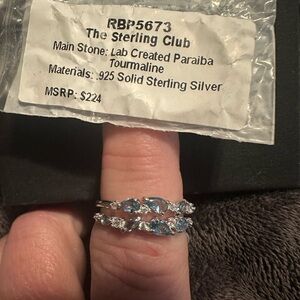 RBP5673
The Sterling Club
Main Stone: Lab Created Paraiba
Tourmaline
Materials: .925 Solid Sterling Silver
MSRP: $224